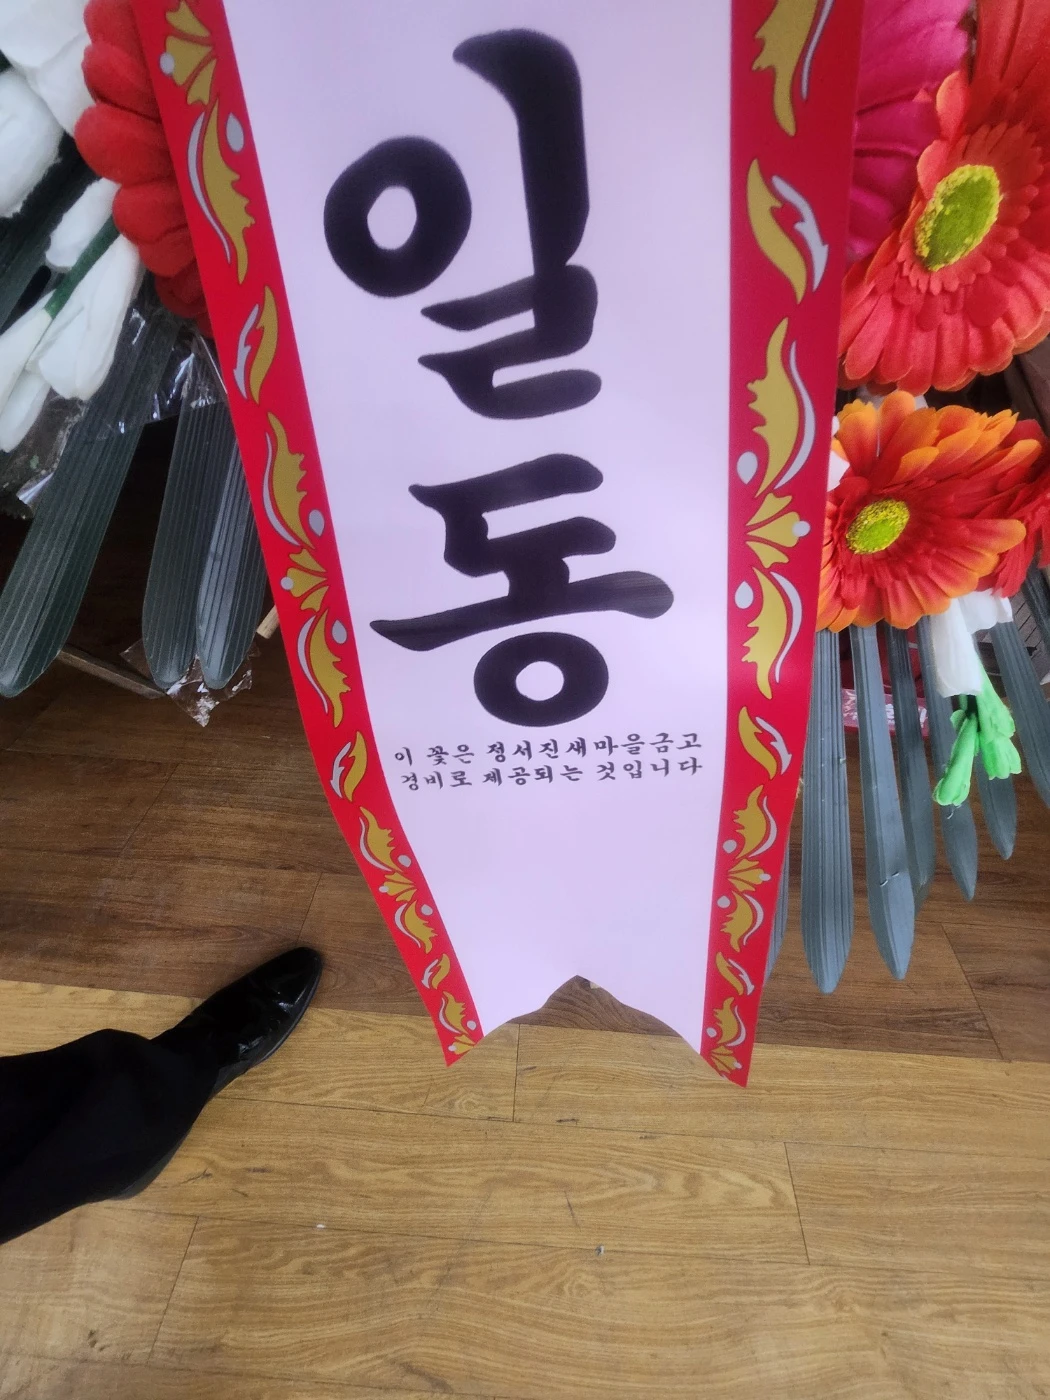 일동
이 꽃은 정서진새마을금고
경비로 제공되는 것입니다